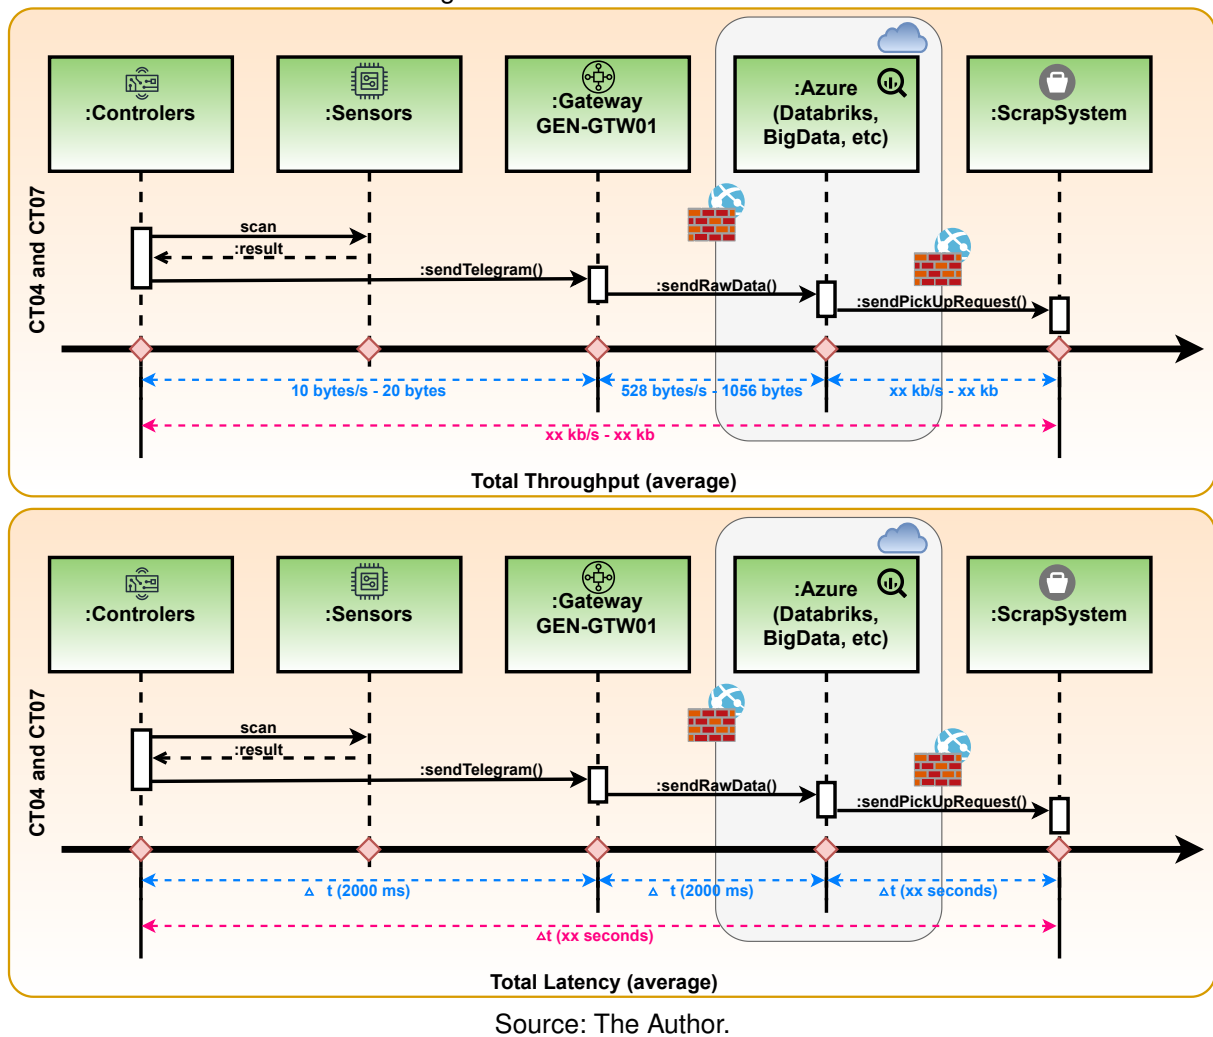 :Controlers
:Sensors
:Gateway
GEN-GTW01
:Azure
(Databriks,
BigData, etc)
:ScrapSystem
CT04 and CT07
scan
:result
:sendTelegram()
:sendRawData()
:sendPickUpRequest()
10 bytes/s - 20 bytes
528 bytes/s - 1056 bytes
xx kb/s - xx kb
xx kb/s - xx kb
Total Throughput (average)
:Controlers
:Sensors
:Gateway
GEN-GTW01
:Azure
(Databriks,
BigData, etc)
:ScrapSystem
CT04 and CT07
scan
:result
:sendTelegram()
:sendRawData()
:sendPickUpRequest()
△ t (2000 ms)
△ t (2000 ms)
△t (xx seconds)
△t (xx seconds)
Total Latency (average)
Source: The Author.